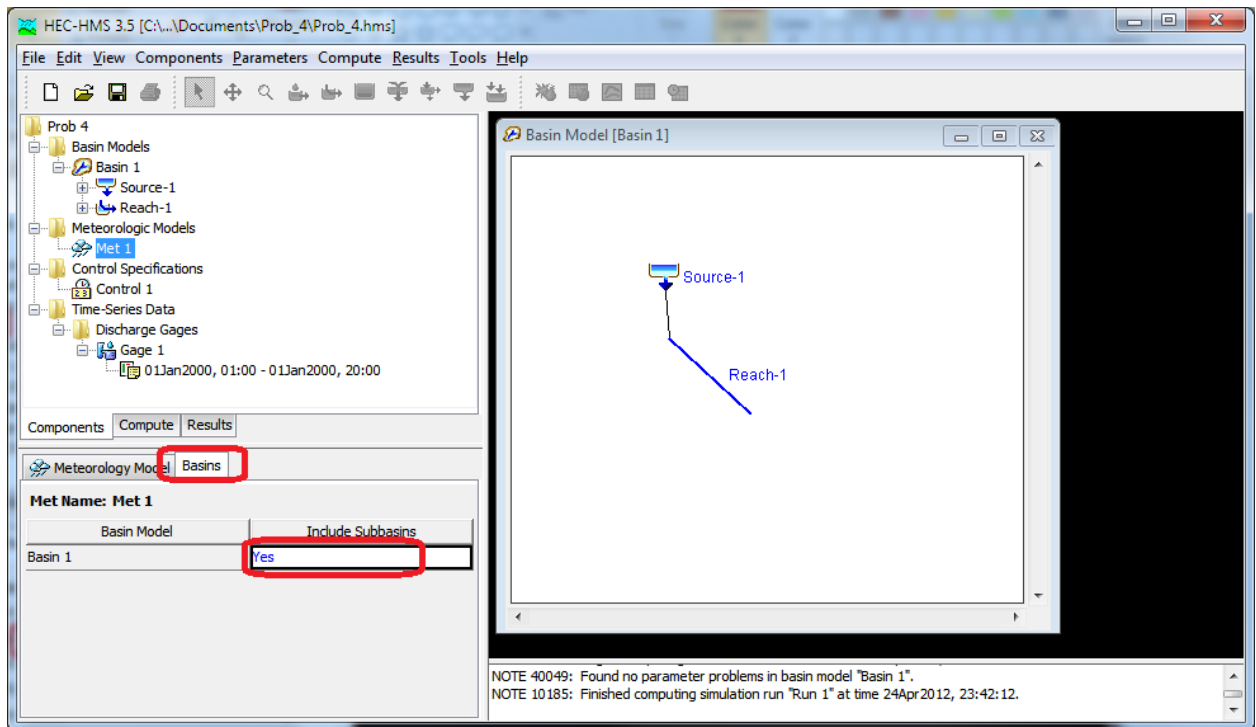 HEC-HMS 3.5 [C:\...\Documents\Prob_4\Prob_4.hms]
File Edit View Components Parameters Compute Results Tools Help
Prob 4
Basin Models
Basin 1
Source-1
Reach-1
Meteorologic Models
Met 1
Control Specifications
Control 1
Time-Series Data
Discharge Gages
Gage 1
01Jan2000, 01:00 - 01Jan2000, 20:00
Components Compute Results
Meteorology Model Basins
Met Name: Met 1
Basin Model Include Subbasins
Basin 1 Yes
Basin Model [Basin 1]
Source-1
Reach-1
NOTE 40049: Found no parameter problems in basin model "Basin 1".
NOTE 10185: Finished computing simulation run "Run 1" at time 24Apr2012, 23:42:12.